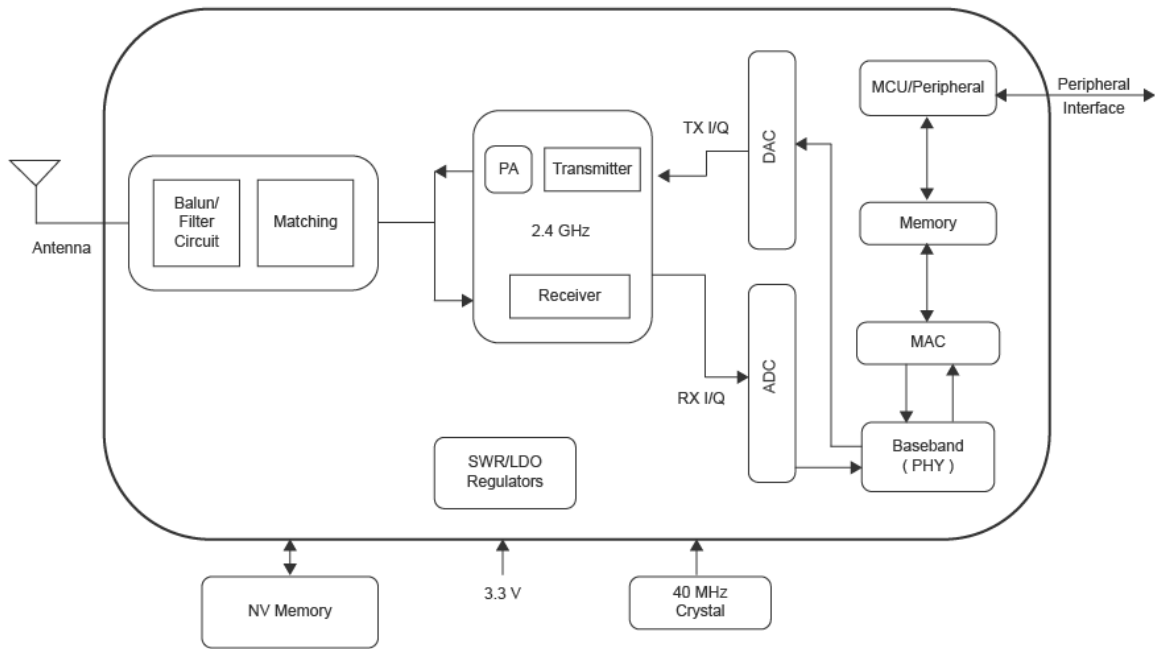 Antenna
Balun/
Filter
Circuit
Matching
PA
Transmitter
2.4 GHz
Receiver
TX I/Q
RX I/Q
DAC
ADC
MCU/Peripheral
Peripheral
Interface
Memory
MAC
Baseband
( PHY )
SWR/LDO
Regulators
NV Memory
3.3 V
40 MHz
Crystal